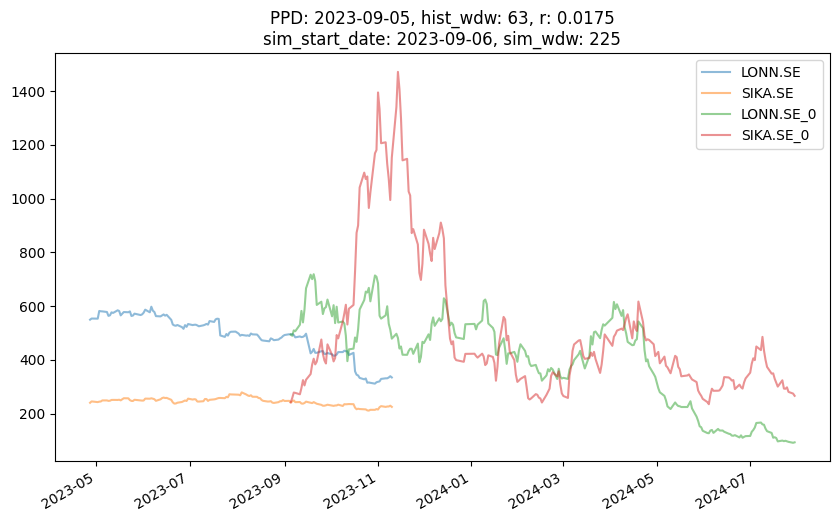 PPD: 2023-09-05, hist_wdw: 63, r: 0.0175
sim_start_date: 2023-09-06, sim_wdw: 225
LONN.SE
SIKA.SE
LONN.SE_0
SIKA.SE_0
1400
1200
1000
800
600
400
200
2023-05
2023-07
2023-09
2023-11
2024-01
2024-03
2024-05
2024-07